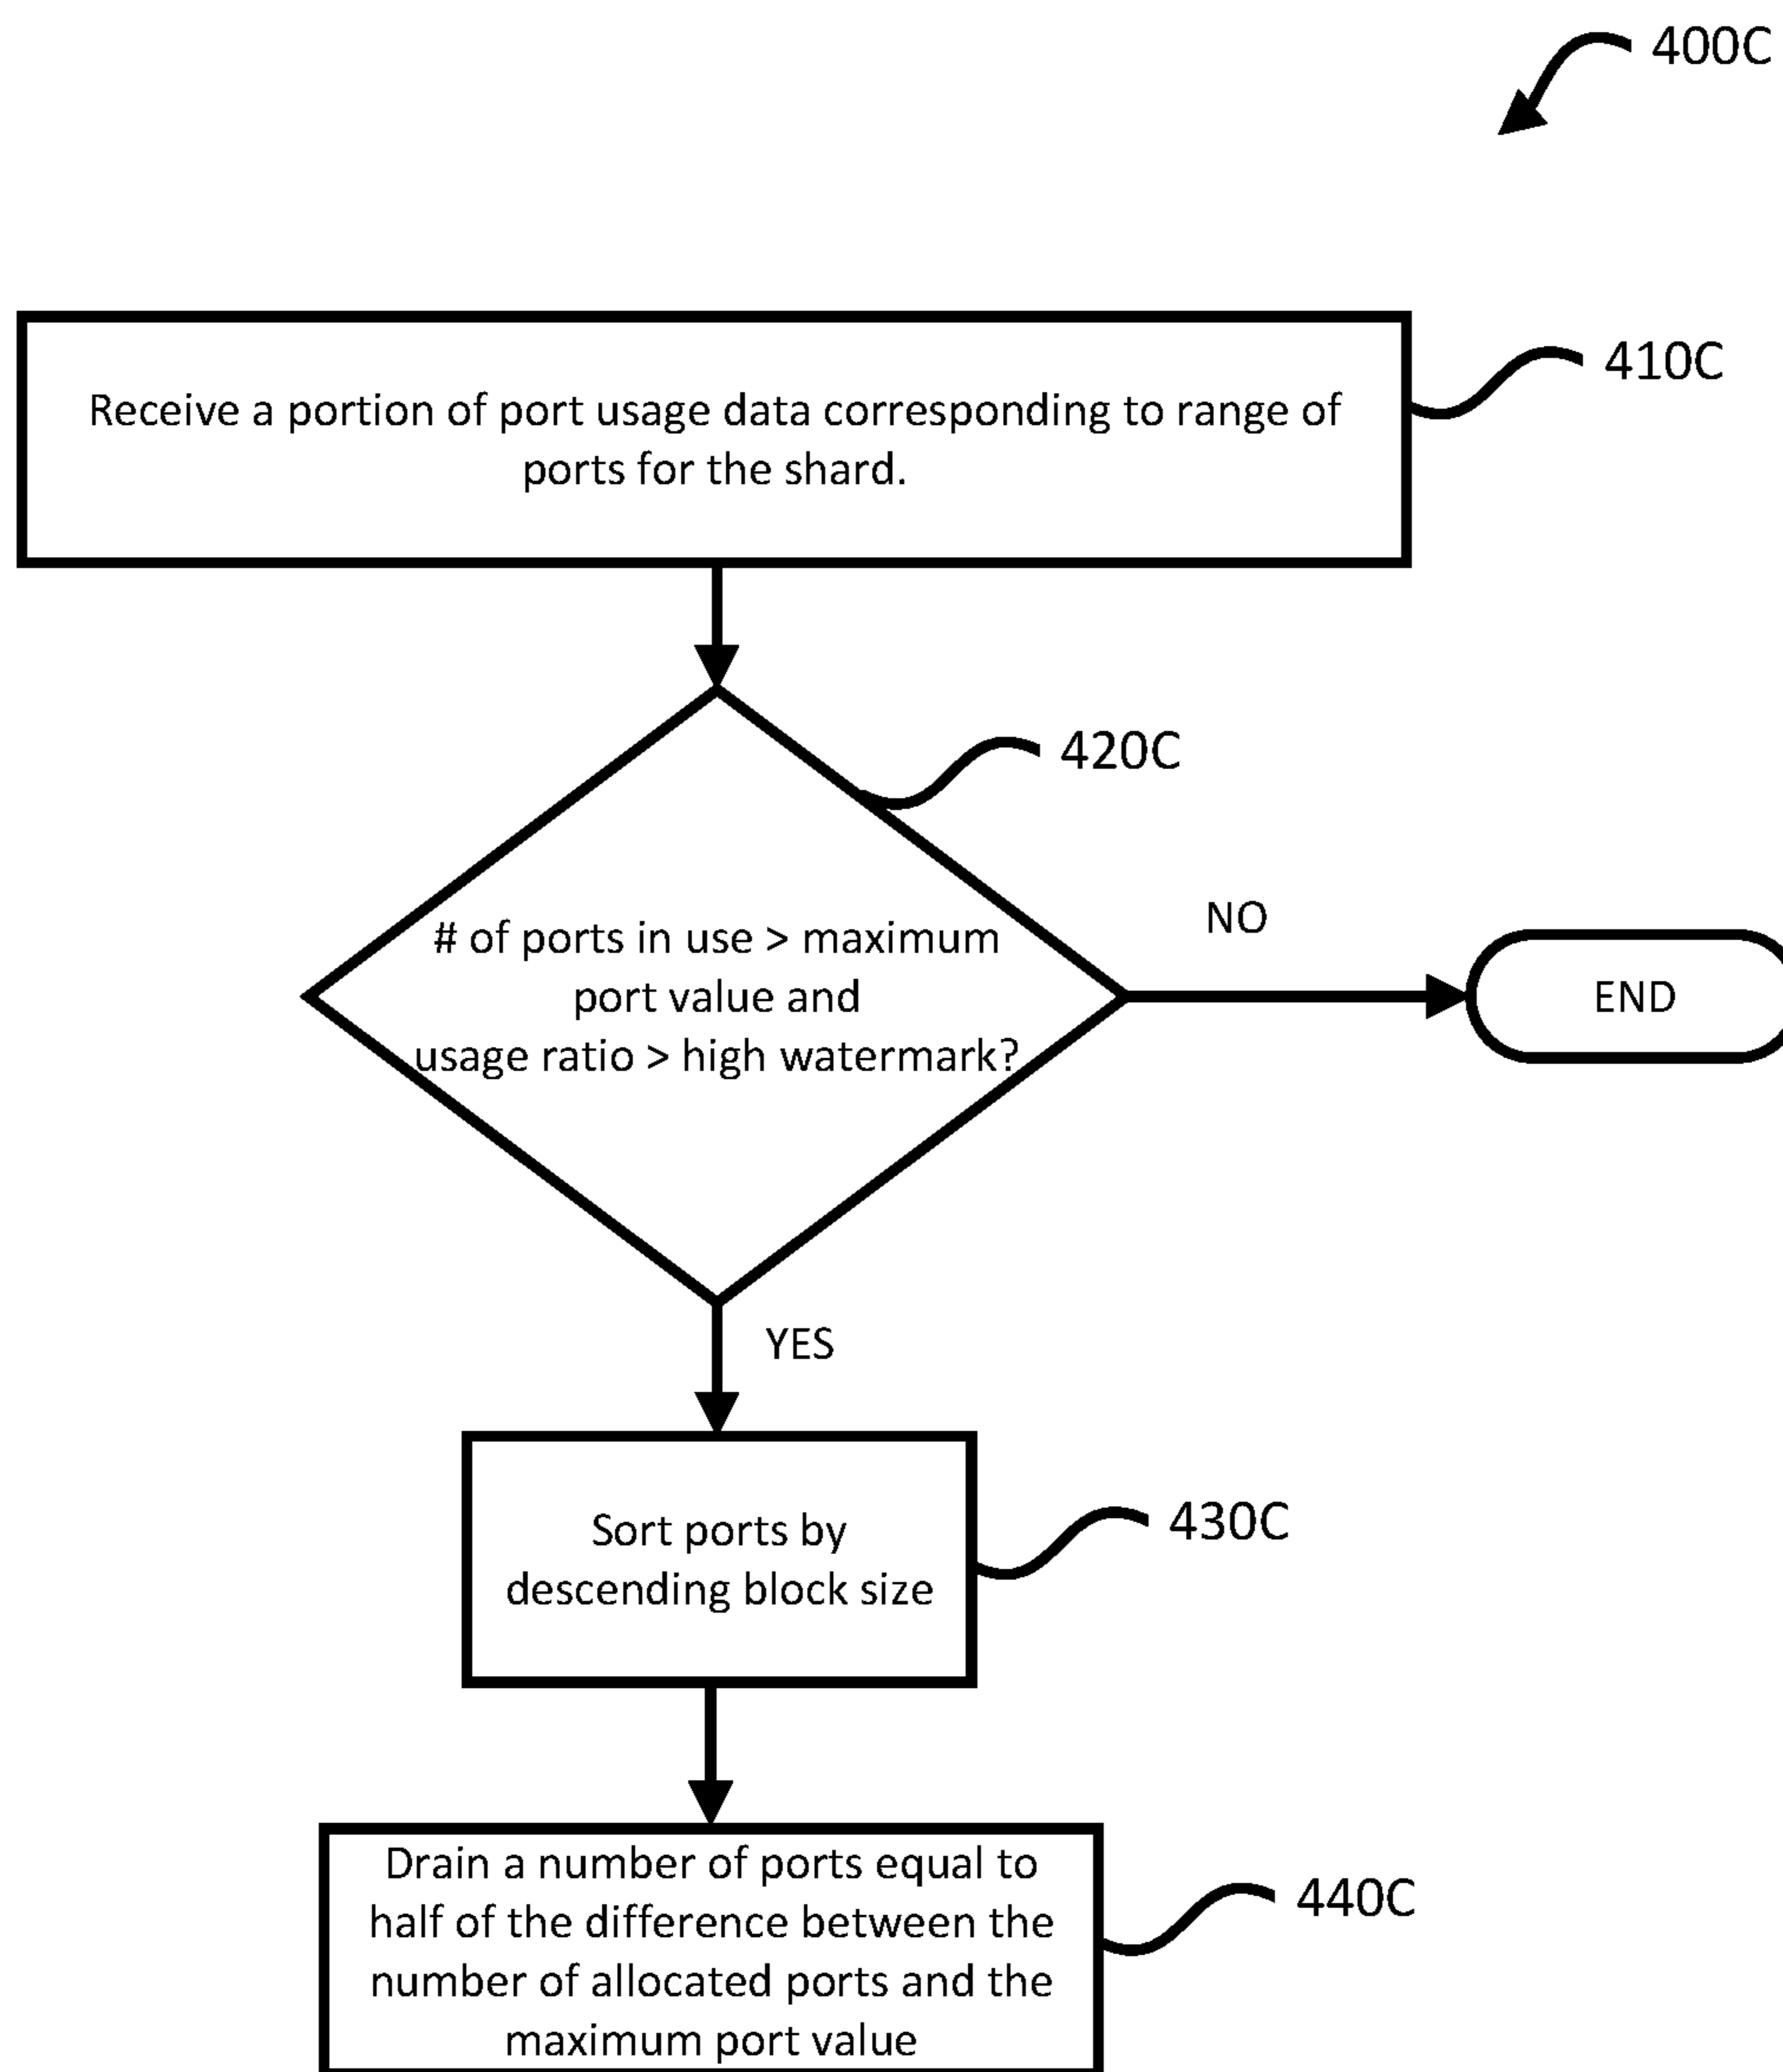 400C
Receive a portion of port usage data corresponding to range of
ports for the shard.
410C
420C
# of ports in use > maximum
port value and
usage ratio > high watermark?
NO
END
YES
Sort ports by
descending block size
430C
Drain a number of ports equal to
half of the difference between the
number of allocated ports and the
maximum port value
440C